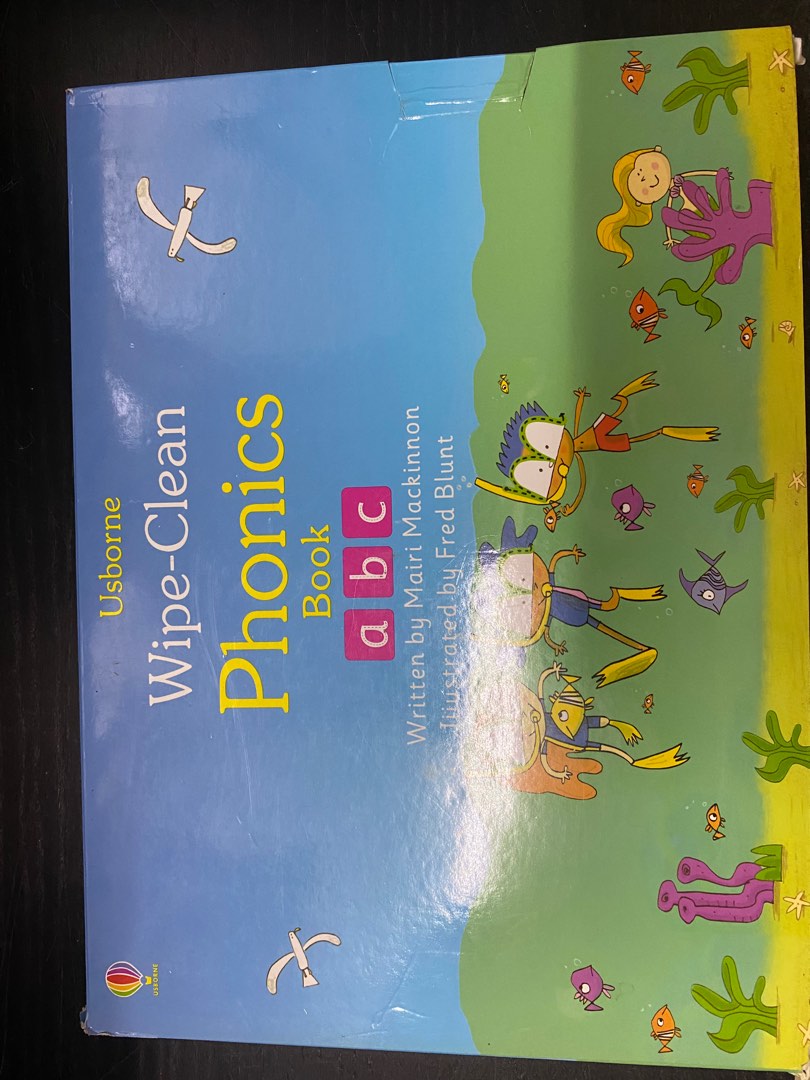 Usborne
Wipe-Clean
Phonics
Book
a b c
Written by Mairi Mackinnon
Illustrated by Fred Blunt
USBORNE